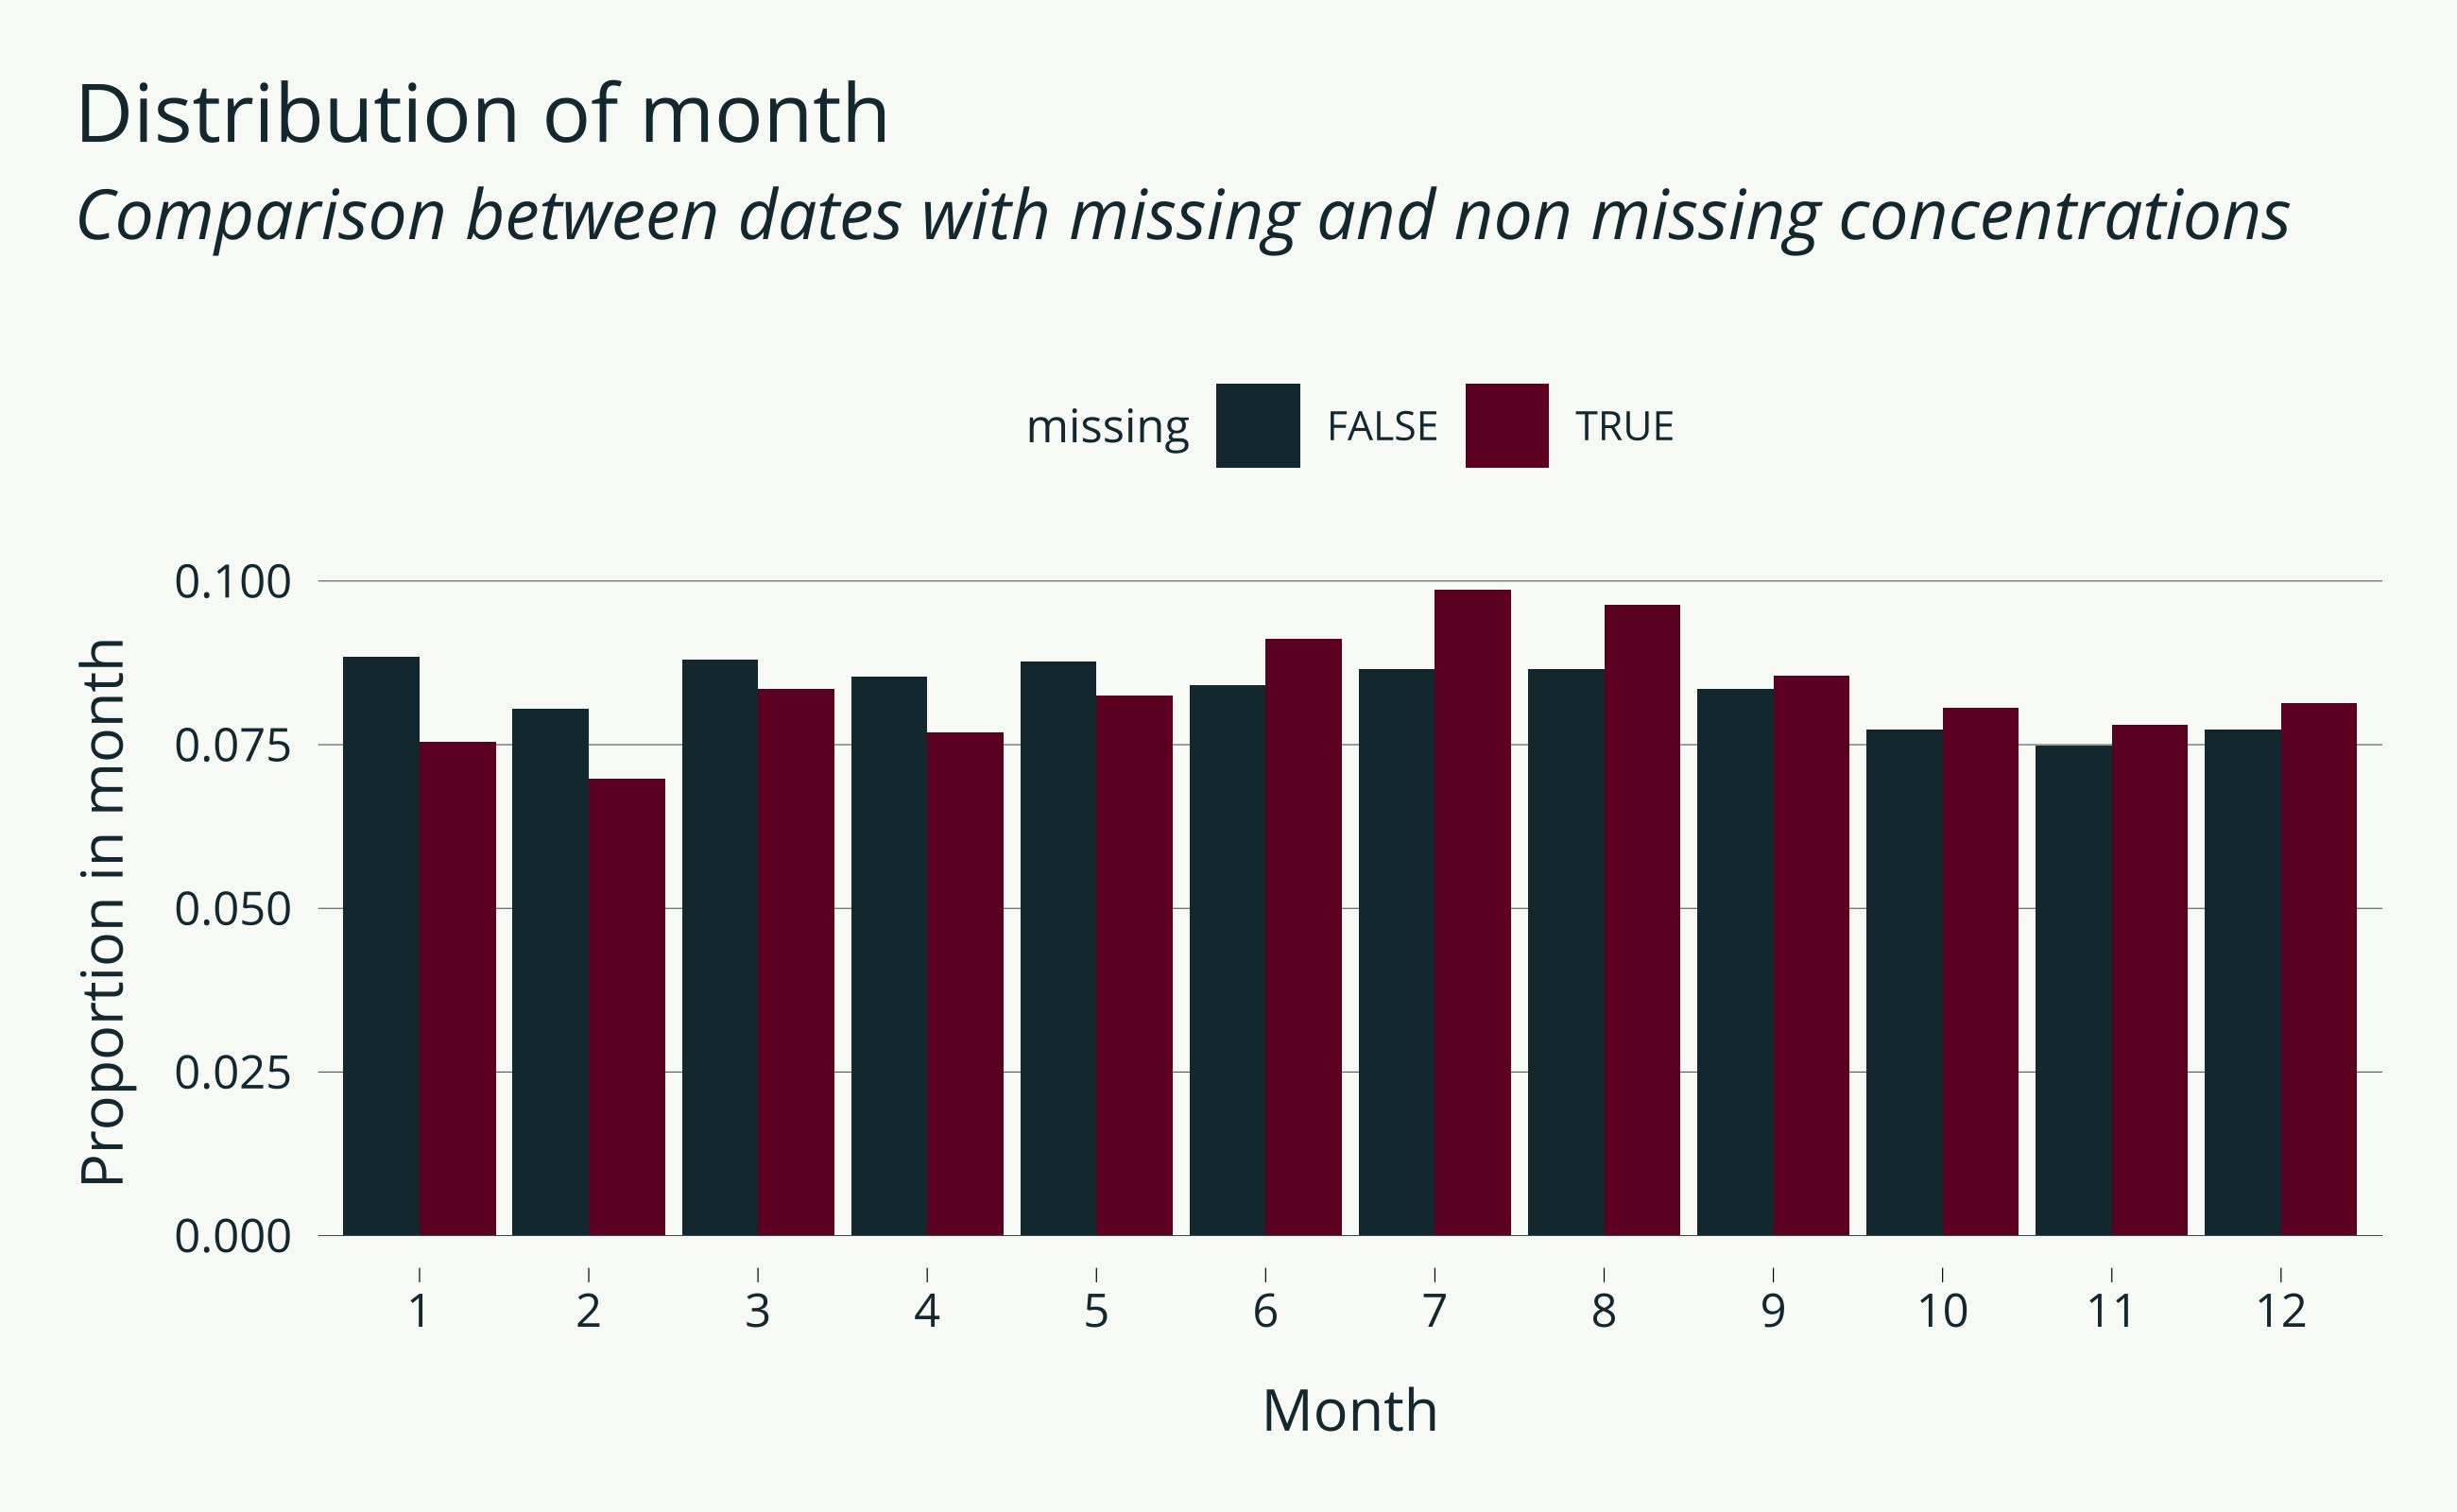 Distribution of month
Comparison between dates with missing and non missing concentrations
missing FALSE TRUE
Proportion in month
0.100
0.075
0.050
0.025
0.000
1 2 3 4 5 6 7 8 9 10 11 12
Month